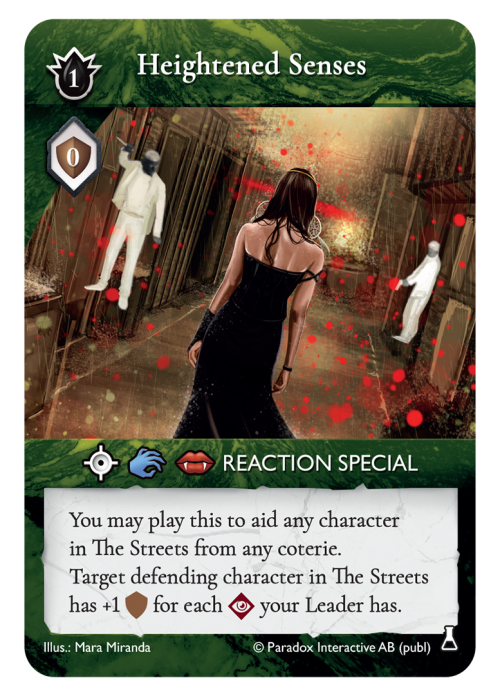 1
Heightened Senses
0
REACTION SPECIAL
You may play this to aid any character
in The Streets from any coterie.
Target defending character in The Streets
has +1 for each your Leader has.
Illus.: Mara Miranda © Paradox Interactive AB (publ)